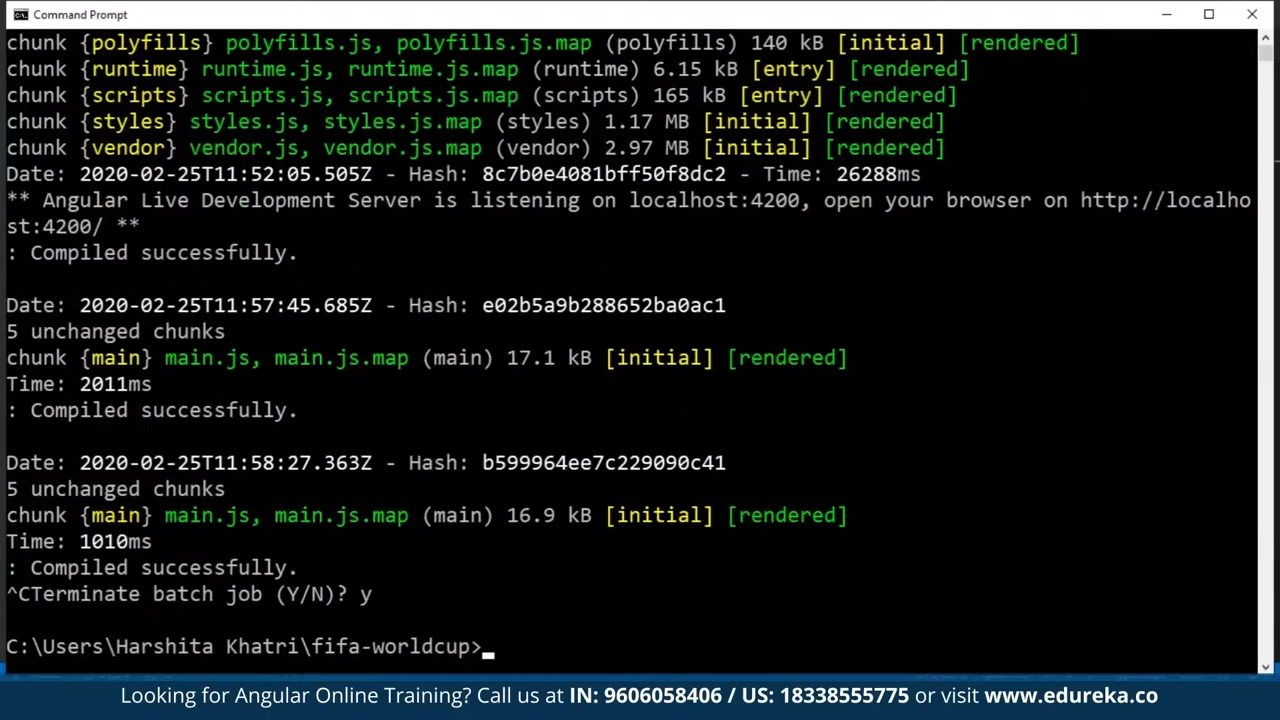 Command Prompt
chunk {polyfills} polyfills.js, polyfills.js.map (polyfills) 140 kB [initial] [rendered]
chunk {runtime} runtime.js, runtime.js.map (runtime) 6.15 kB [entry] [rendered]
chunk {scripts} scripts.js, scripts.js.map (scripts) 165 kB [entry] [rendered]
chunk {styles} styles.js, styles.js.map (styles) 1.17 MB [initial] [rendered]
chunk {vendor} vendor.js, vendor.js.map (vendor) 2.97 MB [initial] [rendered]
Date: 2020-02-25T11:52:05.505Z - Hash: 8c7b0e4081bff50f8dc2 - Time: 26288ms
** Angular Live Development Server is listening on localhost:4200, open your browser on http://localho
st:4200/ **
: Compiled successfully.
Date: 2020-02-25T11:57:45.685Z - Hash: e02b5a9b288652ba0ac1
5 unchanged chunks
chunk {main} main.js, main.js.map (main) 17.1 kB [initial] [rendered]
Time: 2011ms
: Compiled successfully.
Date: 2020-02-25T11:58:27.363Z - Hash: b599964ee7c229090c41
5 unchanged chunks
chunk {main} main.js, main.js.map (main) 16.9 kB [initial] [rendered]
Time: 1010ms
: Compiled successfully.
^CTerminate batch job (Y/N)? y
C:\Users\Harshita Khatri\fifa-worldcup>
Looking for Angular Online Training? Call us at IN: 9606058406 / US: 18338555775 or visit www.edureka.co